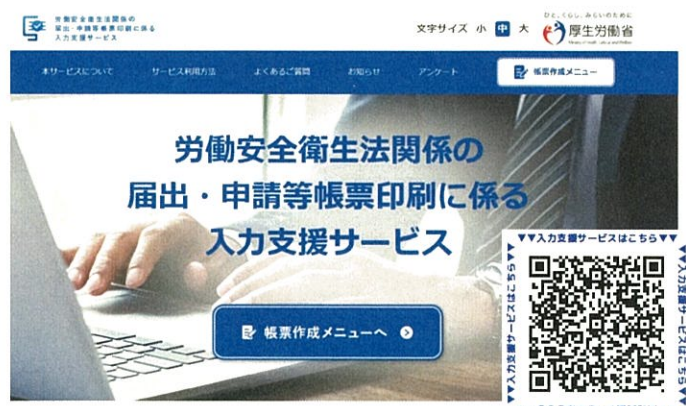 労働安全衛生法関係の
届出・申請等帳票印刷に係る
入力支援サービス
文字サイズ 小 中 大
ひと、くらし、みらいのために
厚生労働省
本サービスについて サービス利用方法 よくあるご質問 お知らせ アンケート 帳票作成メニュー
労働安全衛生法関係の
届出・申請等帳票印刷に係る
入力支援サービス
帳票作成メニューへ
▼▼入力支援サービスはこちら▼▼
▼▼入力支援サービスはこちら▼▼
▼▼入力支援サービスはこちら▼▼